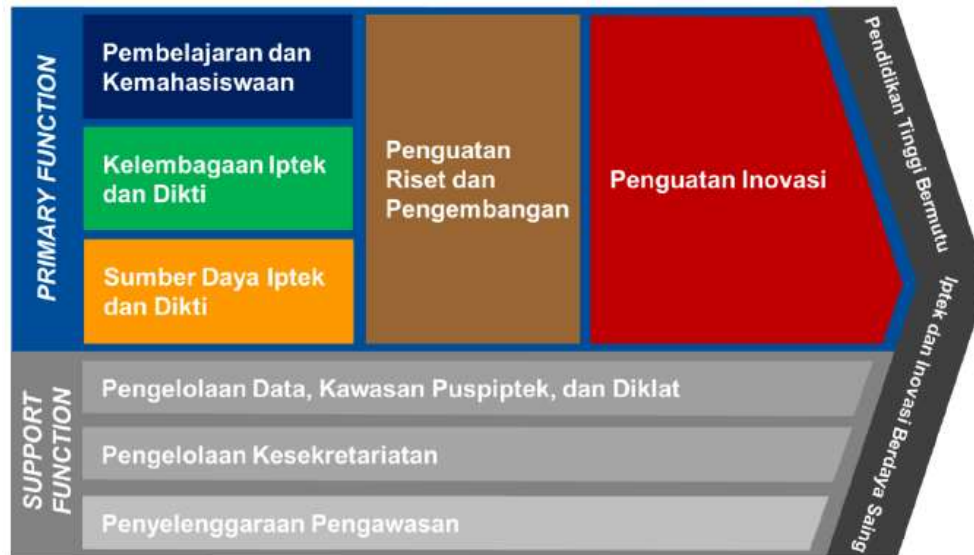 PRIMARY FUNCTION
Pembelajaran dan
Kemahasiswaan
Kelembagaan Iptek
dan Dikti
Sumber Daya Iptek
dan Dikti
Penguatan
Riset dan
Pengembangan
Penguatan Inovasi
SUPPORT
FUNCTION
Pengelolaan Data, Kawasan Puspiptek, dan Diklat
Pengelolaan Kesekretariatan
Penyelenggaraan Pengawasan
Pendidikan Tinggi Bermutu
Iptek dan Inovasi Berdaya Saing